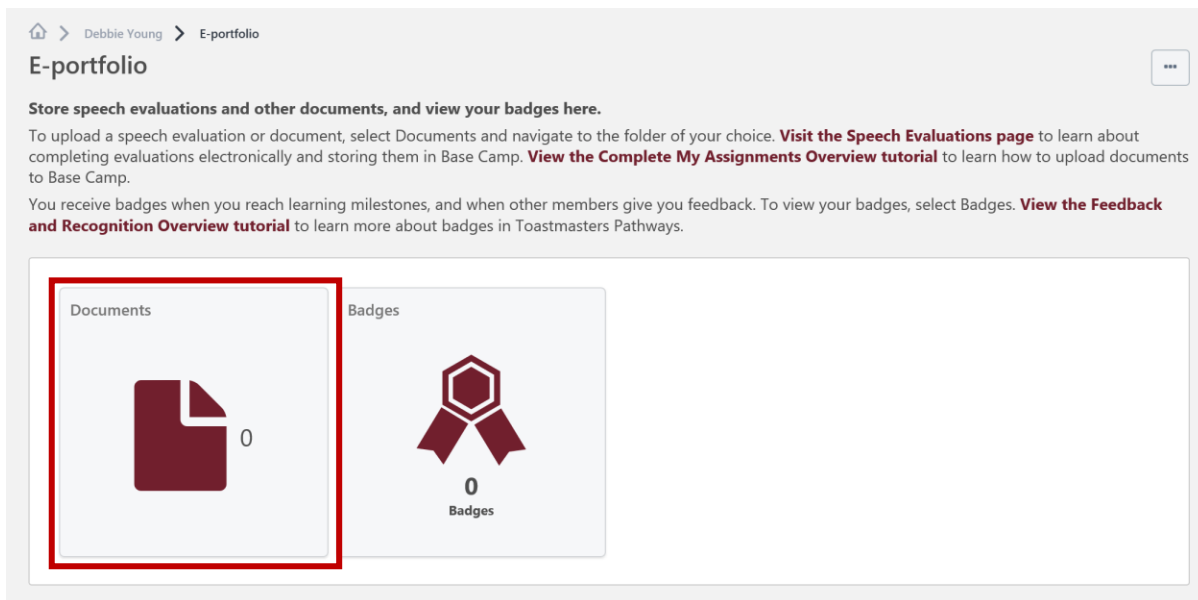 Debbie Young E-portfolio
E-portfolio
Store speech evaluations and other documents, and view your badges here.
To upload a speech evaluation or document, select Documents and navigate to the folder of your choice. Visit the Speech Evaluations page to learn about
completing evaluations electronically and storing them in Base Camp. View the Complete My Assignments Overview tutorial to learn how to upload documents
to Base Camp.
You receive badges when you reach learning milestones, and when other members give you feedback. To view your badges, select Badges. View the Feedback
and Recognition Overview tutorial to learn more about badges in Toastmasters Pathways.
Documents
0
Badges
0
Badges